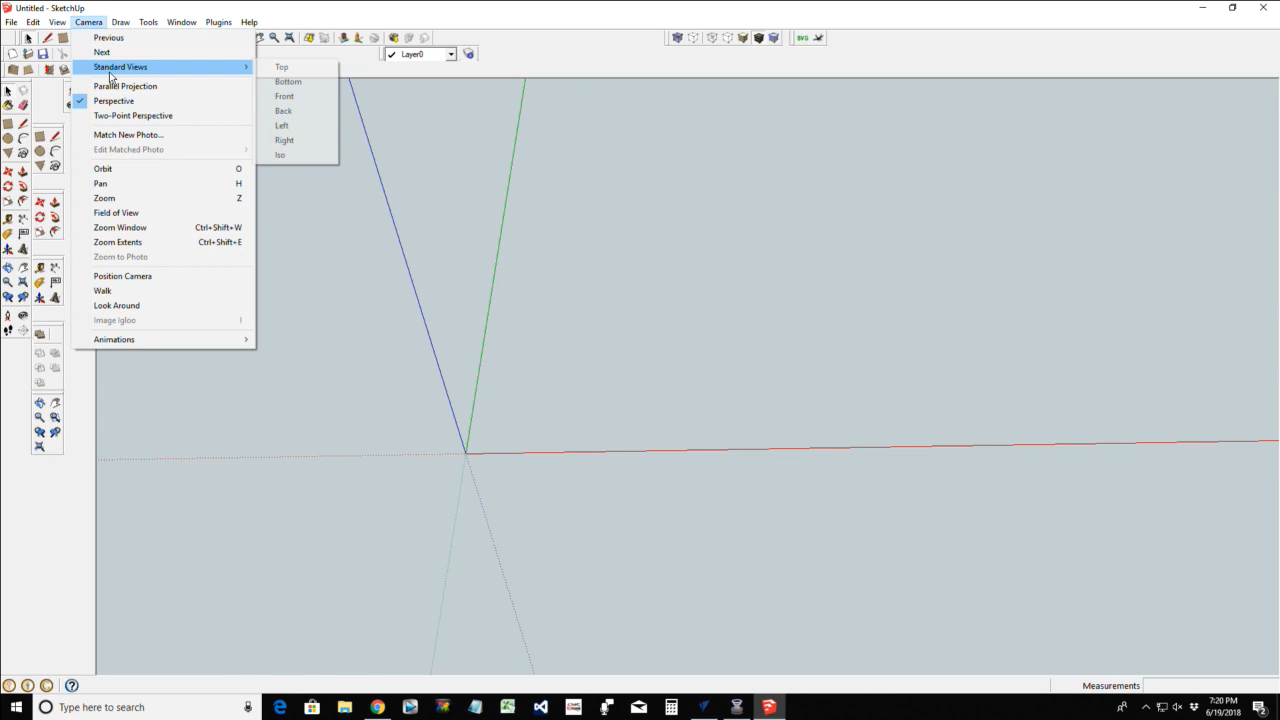 Untitled - SketchUp
File Edit View Camera Draw Tools Window Plugins Help
Previous
Next
Standard Views
Parallel Projection
Perspective
Two-Point Perspective
Match New Photo...
Edit Matched Photo
Orbit O
Pan H
Zoom Z
Field of View
Zoom Window Ctrl+Shift+W
Zoom Extents Ctrl+Shift+E
Zoom to Photo
Position Camera
Walk
Look Around
Image Igloo I
Animations
Top
Bottom
Front
Back
Left
Right
Iso
Layer0
SVG
Measurements
Type here to search
7:20 PM
6/19/2018
2